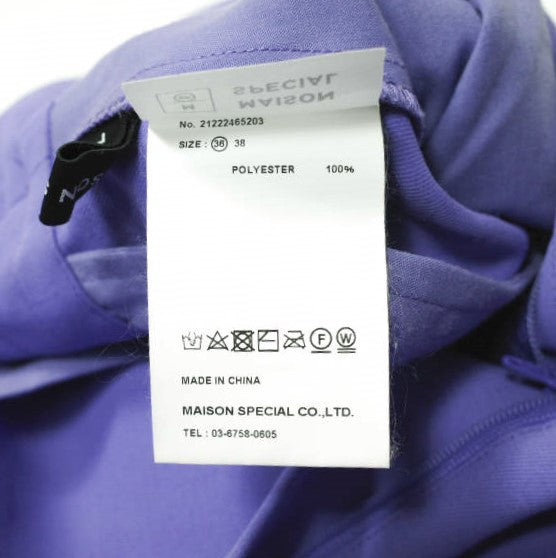 MAISON
SPECIAL
M
No. 21222465203
SIZE : 36 38
POLYESTER 100%
F W
MADE IN CHINA
MAISON SPECIAL CO.,LTD.
TEL : 03-6758-0605